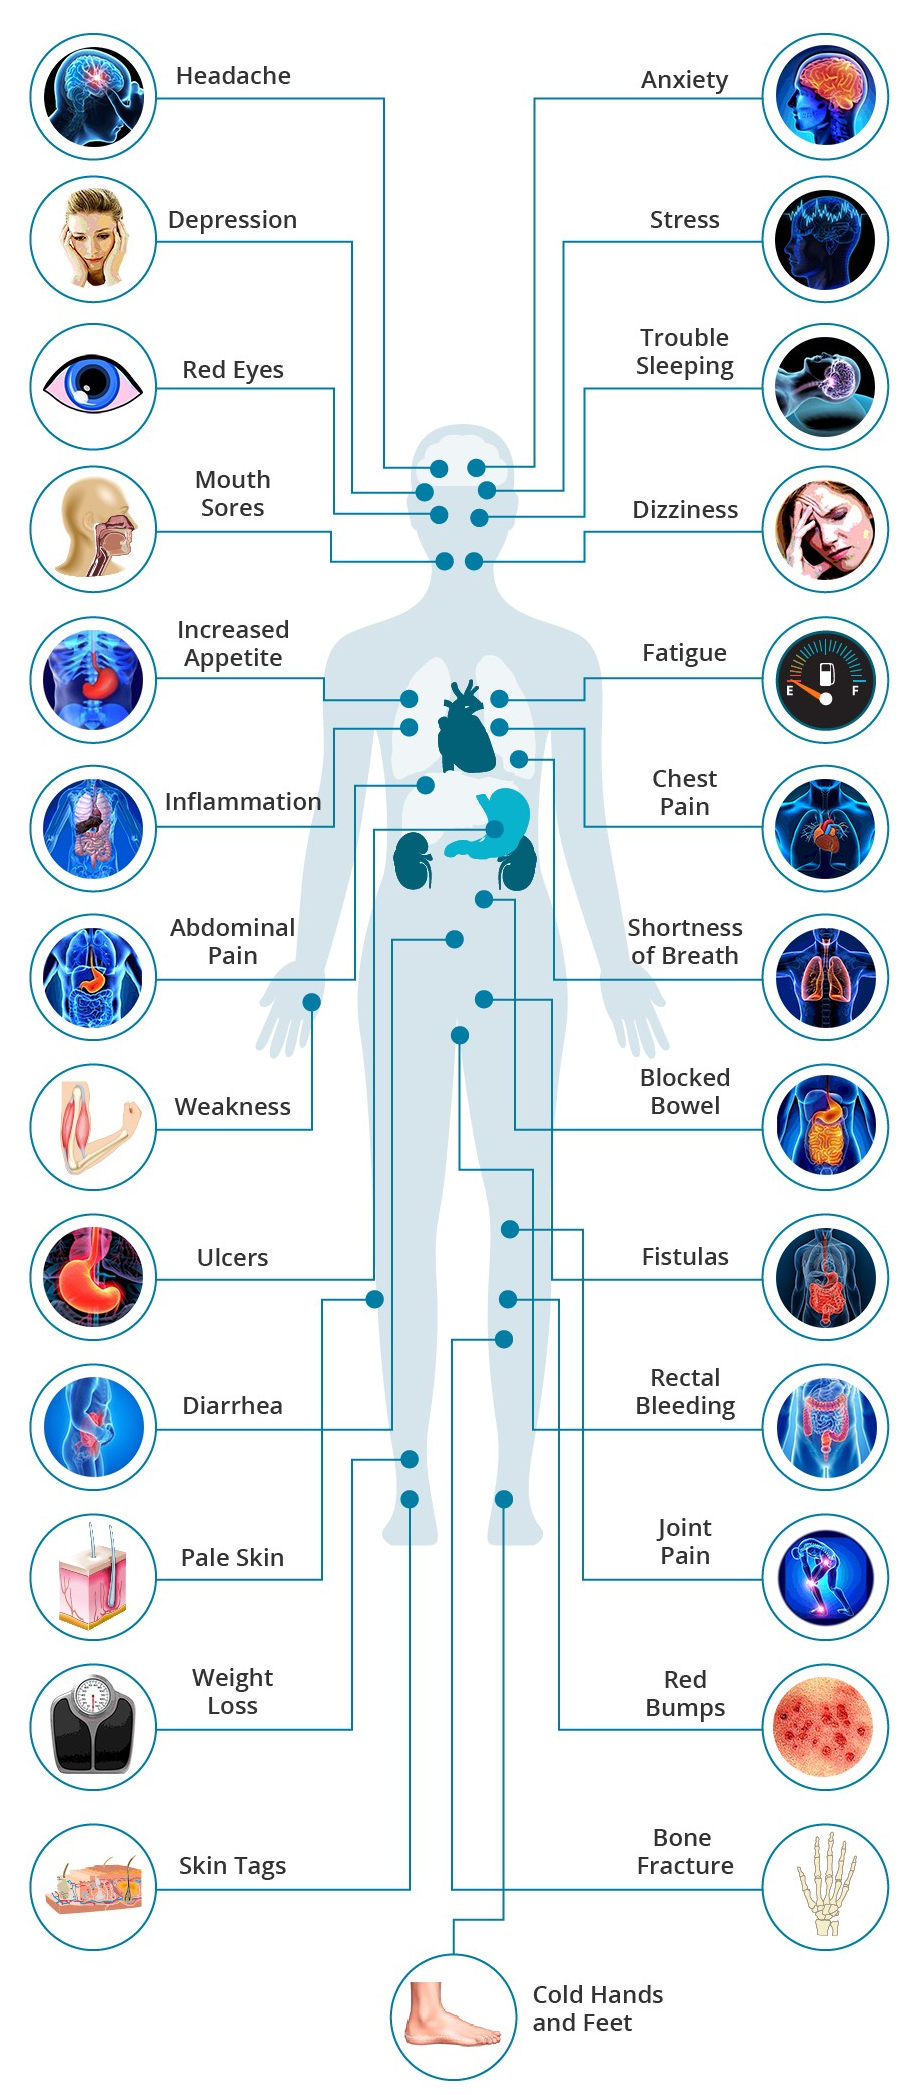 Headache
Anxiety
Depression
Stress
Red Eyes
Trouble
Sleeping
Mouth
Sores
Dizziness
Increased
Appetite
Fatigue
E
F
Inflammation
Chest
Pain
Abdominal
Pain
Shortness
of Breath
Weakness
Blocked
Bowel
Ulcers
Fistulas
Diarrhea
Rectal
Bleeding
Pale Skin
Joint
Pain
Weight
Loss
Red
Bumps
Skin Tags
Bone
Fracture
Cold Hands
and Feet